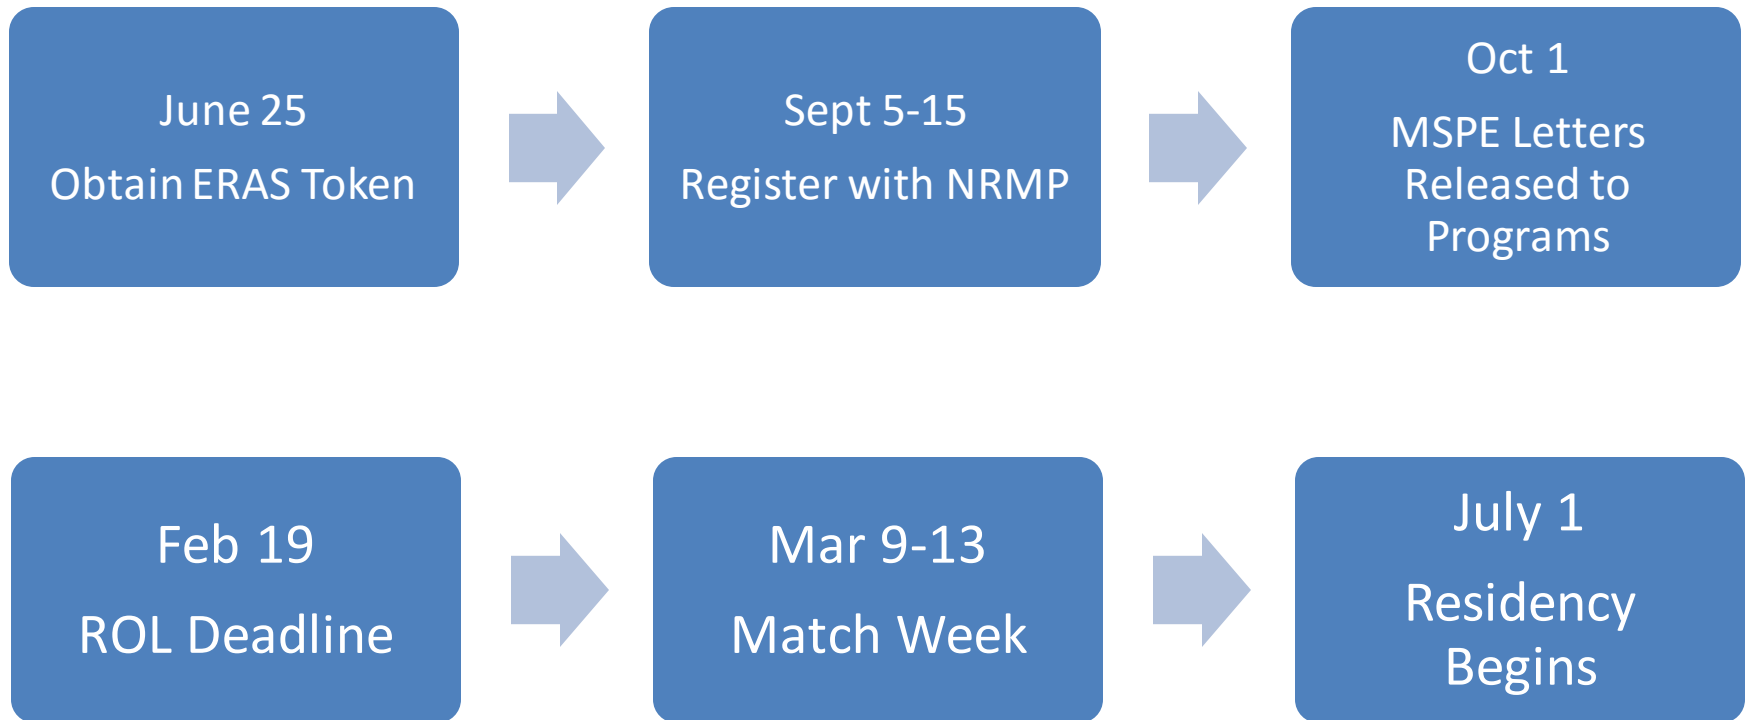 June 25
Obtain ERAS Token
Sept 5-15
Register with NRMP
Oct 1
MSPE Letters
Released to
Programs
Feb 19
ROL Deadline
Mar 9-13
Match Week
July 1
Residency
Begins